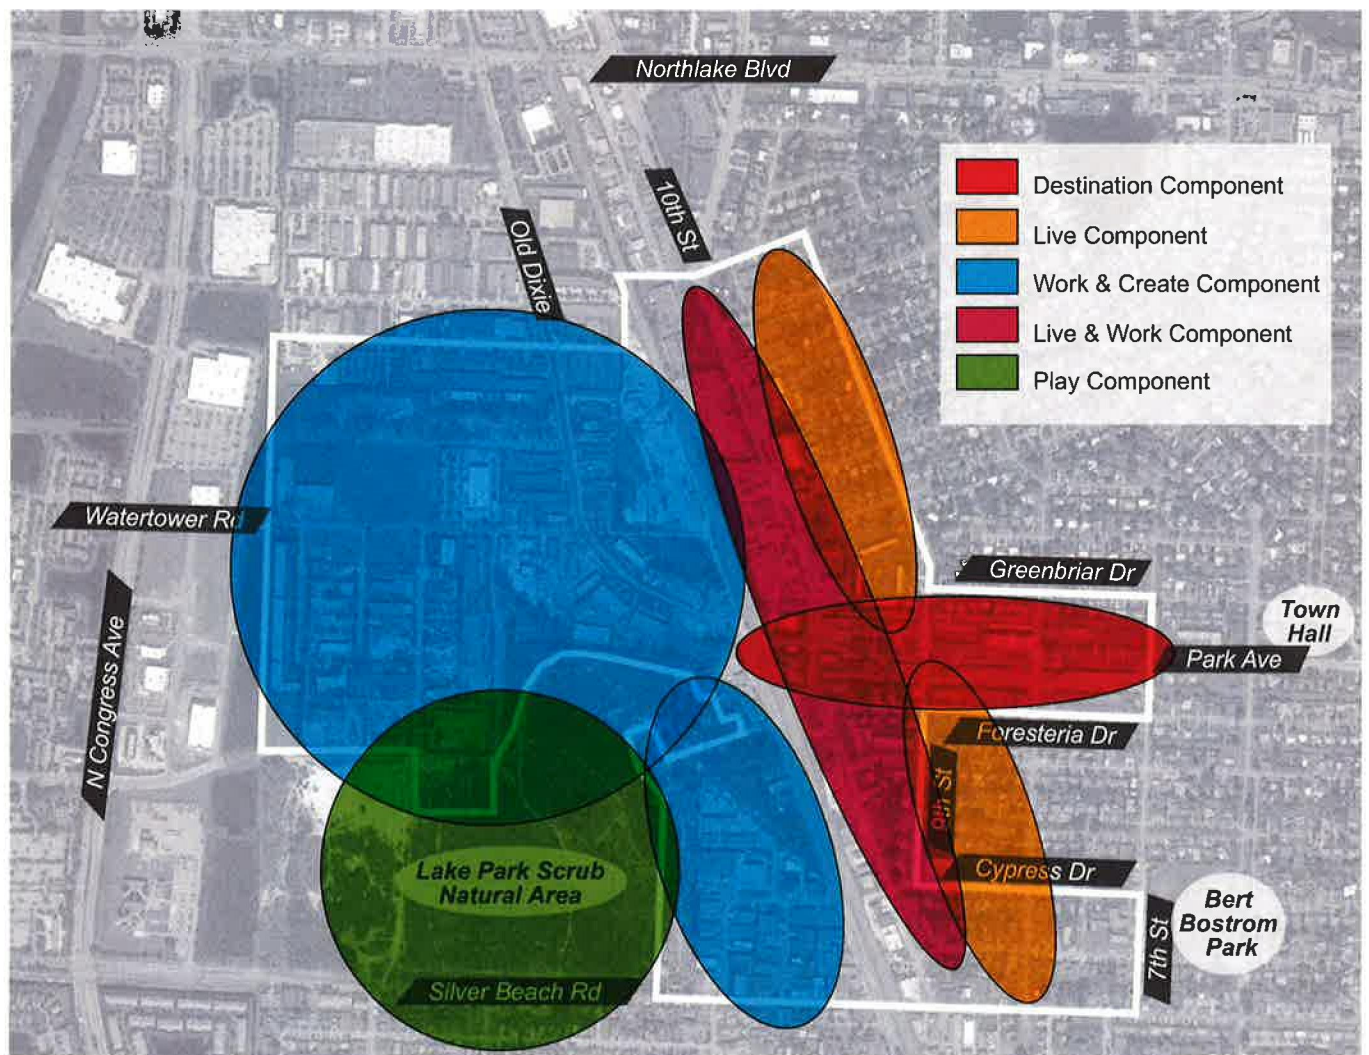 Northlake Blvd
10th St
Old Dixie
Destination Component
Live Component
Work & Create Component
Live & Work Component
Play Component
Watertower Rd
Greenbriar Dr
Town
Hall
Park Ave
N Congress Ave
Foresteria Dr
9th St
Cypress Dr
Lake Park Scrub
Natural Area
Bert
Bostrom
Park
7th St
Silver Beach Rd